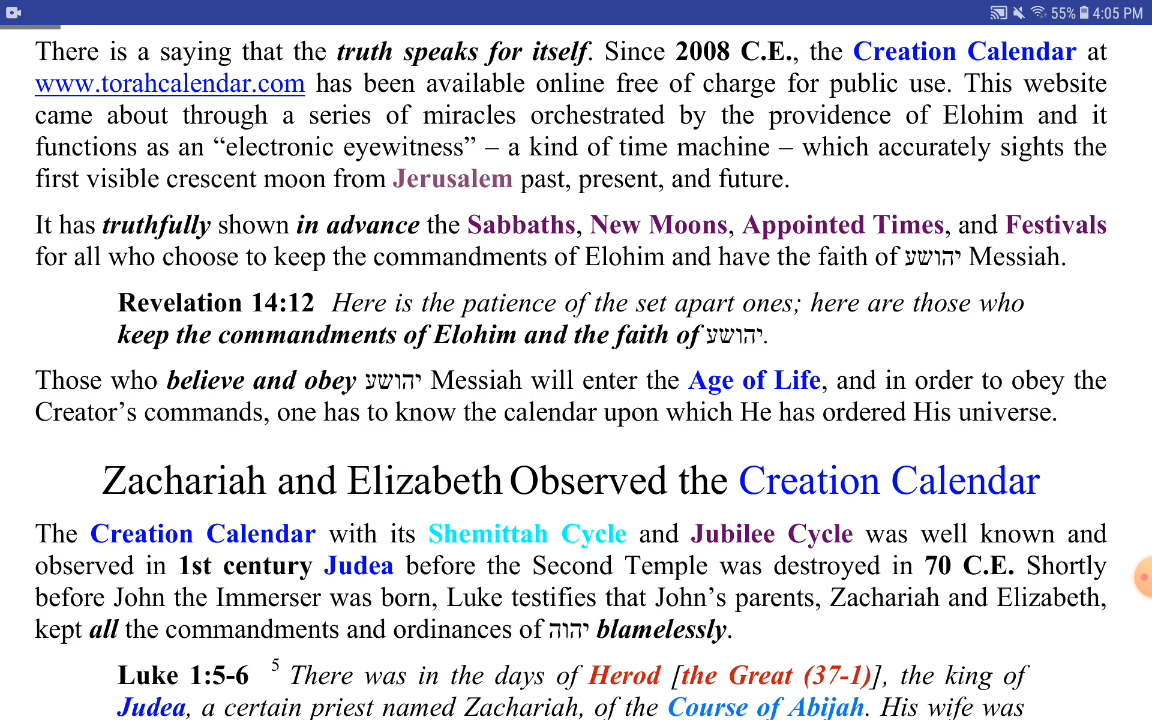 55% 4:05 PM
There is a saying that the truth speaks for itself. Since 2008 C.E., the Creation Calendar at
www.torahcalendar.com has been available online free of charge for public use. This website
came about through a series of miracles orchestrated by the providence of Elohim and it
functions as an “electronic eyewitness” – a kind of time machine – which accurately sights the
first visible crescent moon from Jerusalem past, present, and future.
It has truthfully shown in advance the Sabbaths, New Moons, Appointed Times, and Festivals
for all who choose to keep the commandments of Elohim and have the faith of יהושע Messiah.
Revelation 14:12 Here is the patience of the set apart ones; here are those who
keep the commandments of Elohim and the faith of יהושע.
Those who believe and obey יהושע Messiah will enter the Age of Life, and in order to obey the
Creator’s commands, one has to know the calendar upon which He has ordered His universe.
Zachariah and Elizabeth Observed the Creation Calendar
The Creation Calendar with its Shemittah Cycle and Jubilee Cycle was well known and
observed in 1st century Judea before the Second Temple was destroyed in 70 C.E. Shortly
before John the Immerser was born, Luke testifies that John’s parents, Zachariah and Elizabeth,
kept all the commandments and ordinances of יהוה blamelessly.
Luke 1:5-6 5 There was in the days of Herod [the Great (37-1)], the king of
Judea, a certain priest named Zachariah, of the Course of Abijah. His wife was